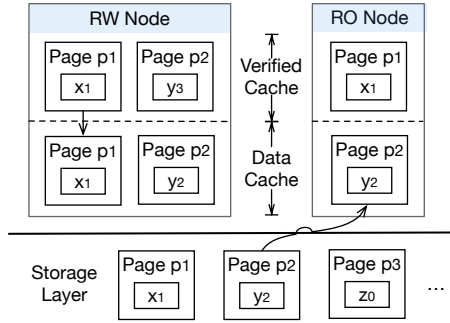 RW Node
RO Node
Page p1
Page p2
Verified
Cache
Page p1
x1
y3
x1
Page p1
Page p2
Data
Cache
Page p2
x1
y2
y2
Storage
Layer
Page p1
Page p2
Page p3
...
x1
y2
z0